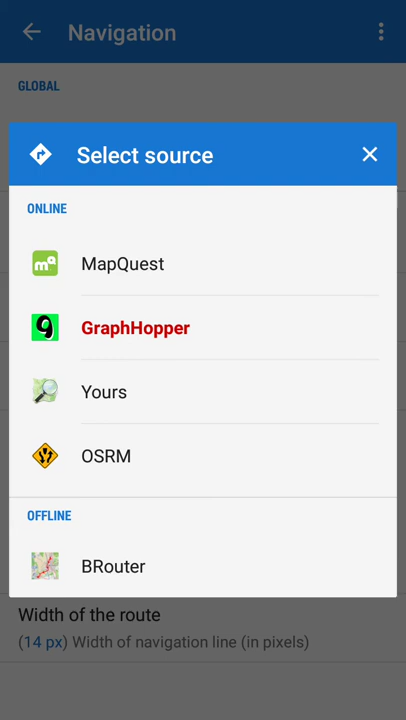 Navigation
GLOBAL
Select source
ONLINE
mq MapQuest
GraphHopper
Yours
OSRM
OFFLINE
BRouter
Width of the route
(14 px) Width of navigation line (in pixels)